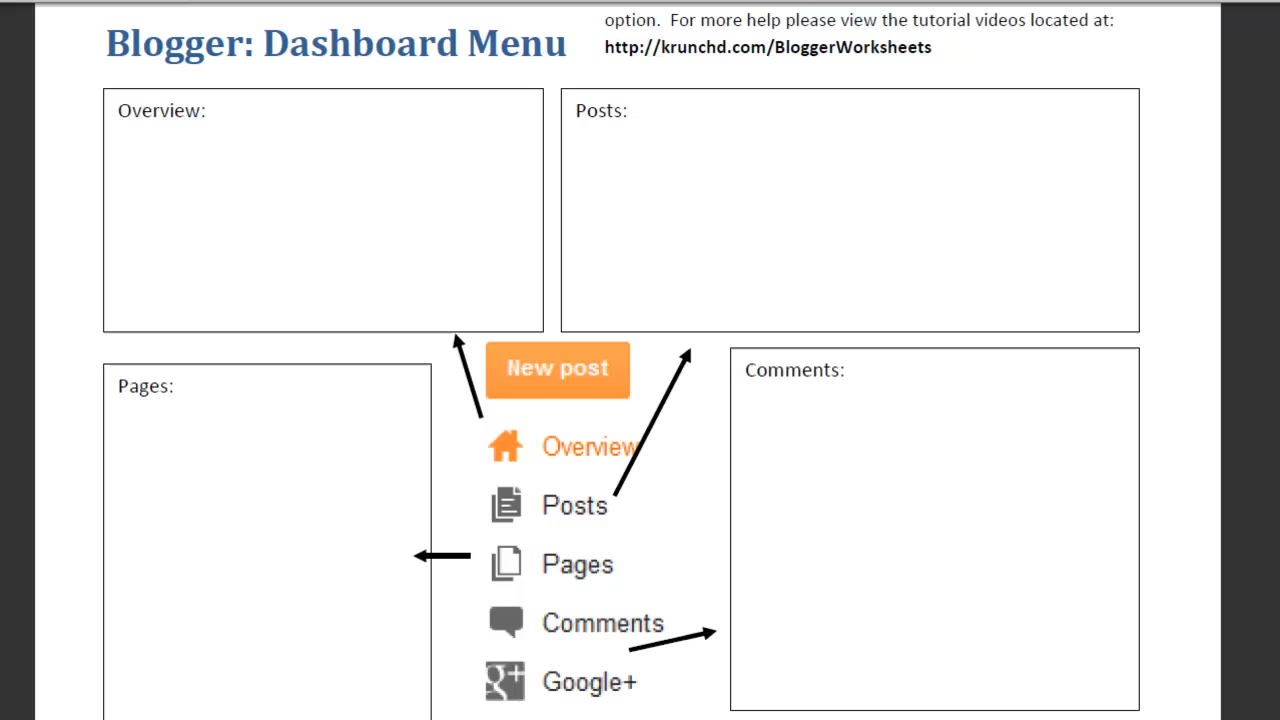 option. For more help please view the tutorial videos located at:
Blogger: Dashboard Menu
http://krunchd.com/BloggerWorksheets
Overview:
Posts:
New post
Pages:
Comments:
Overview
Posts
Pages
Comments
g+
Google+